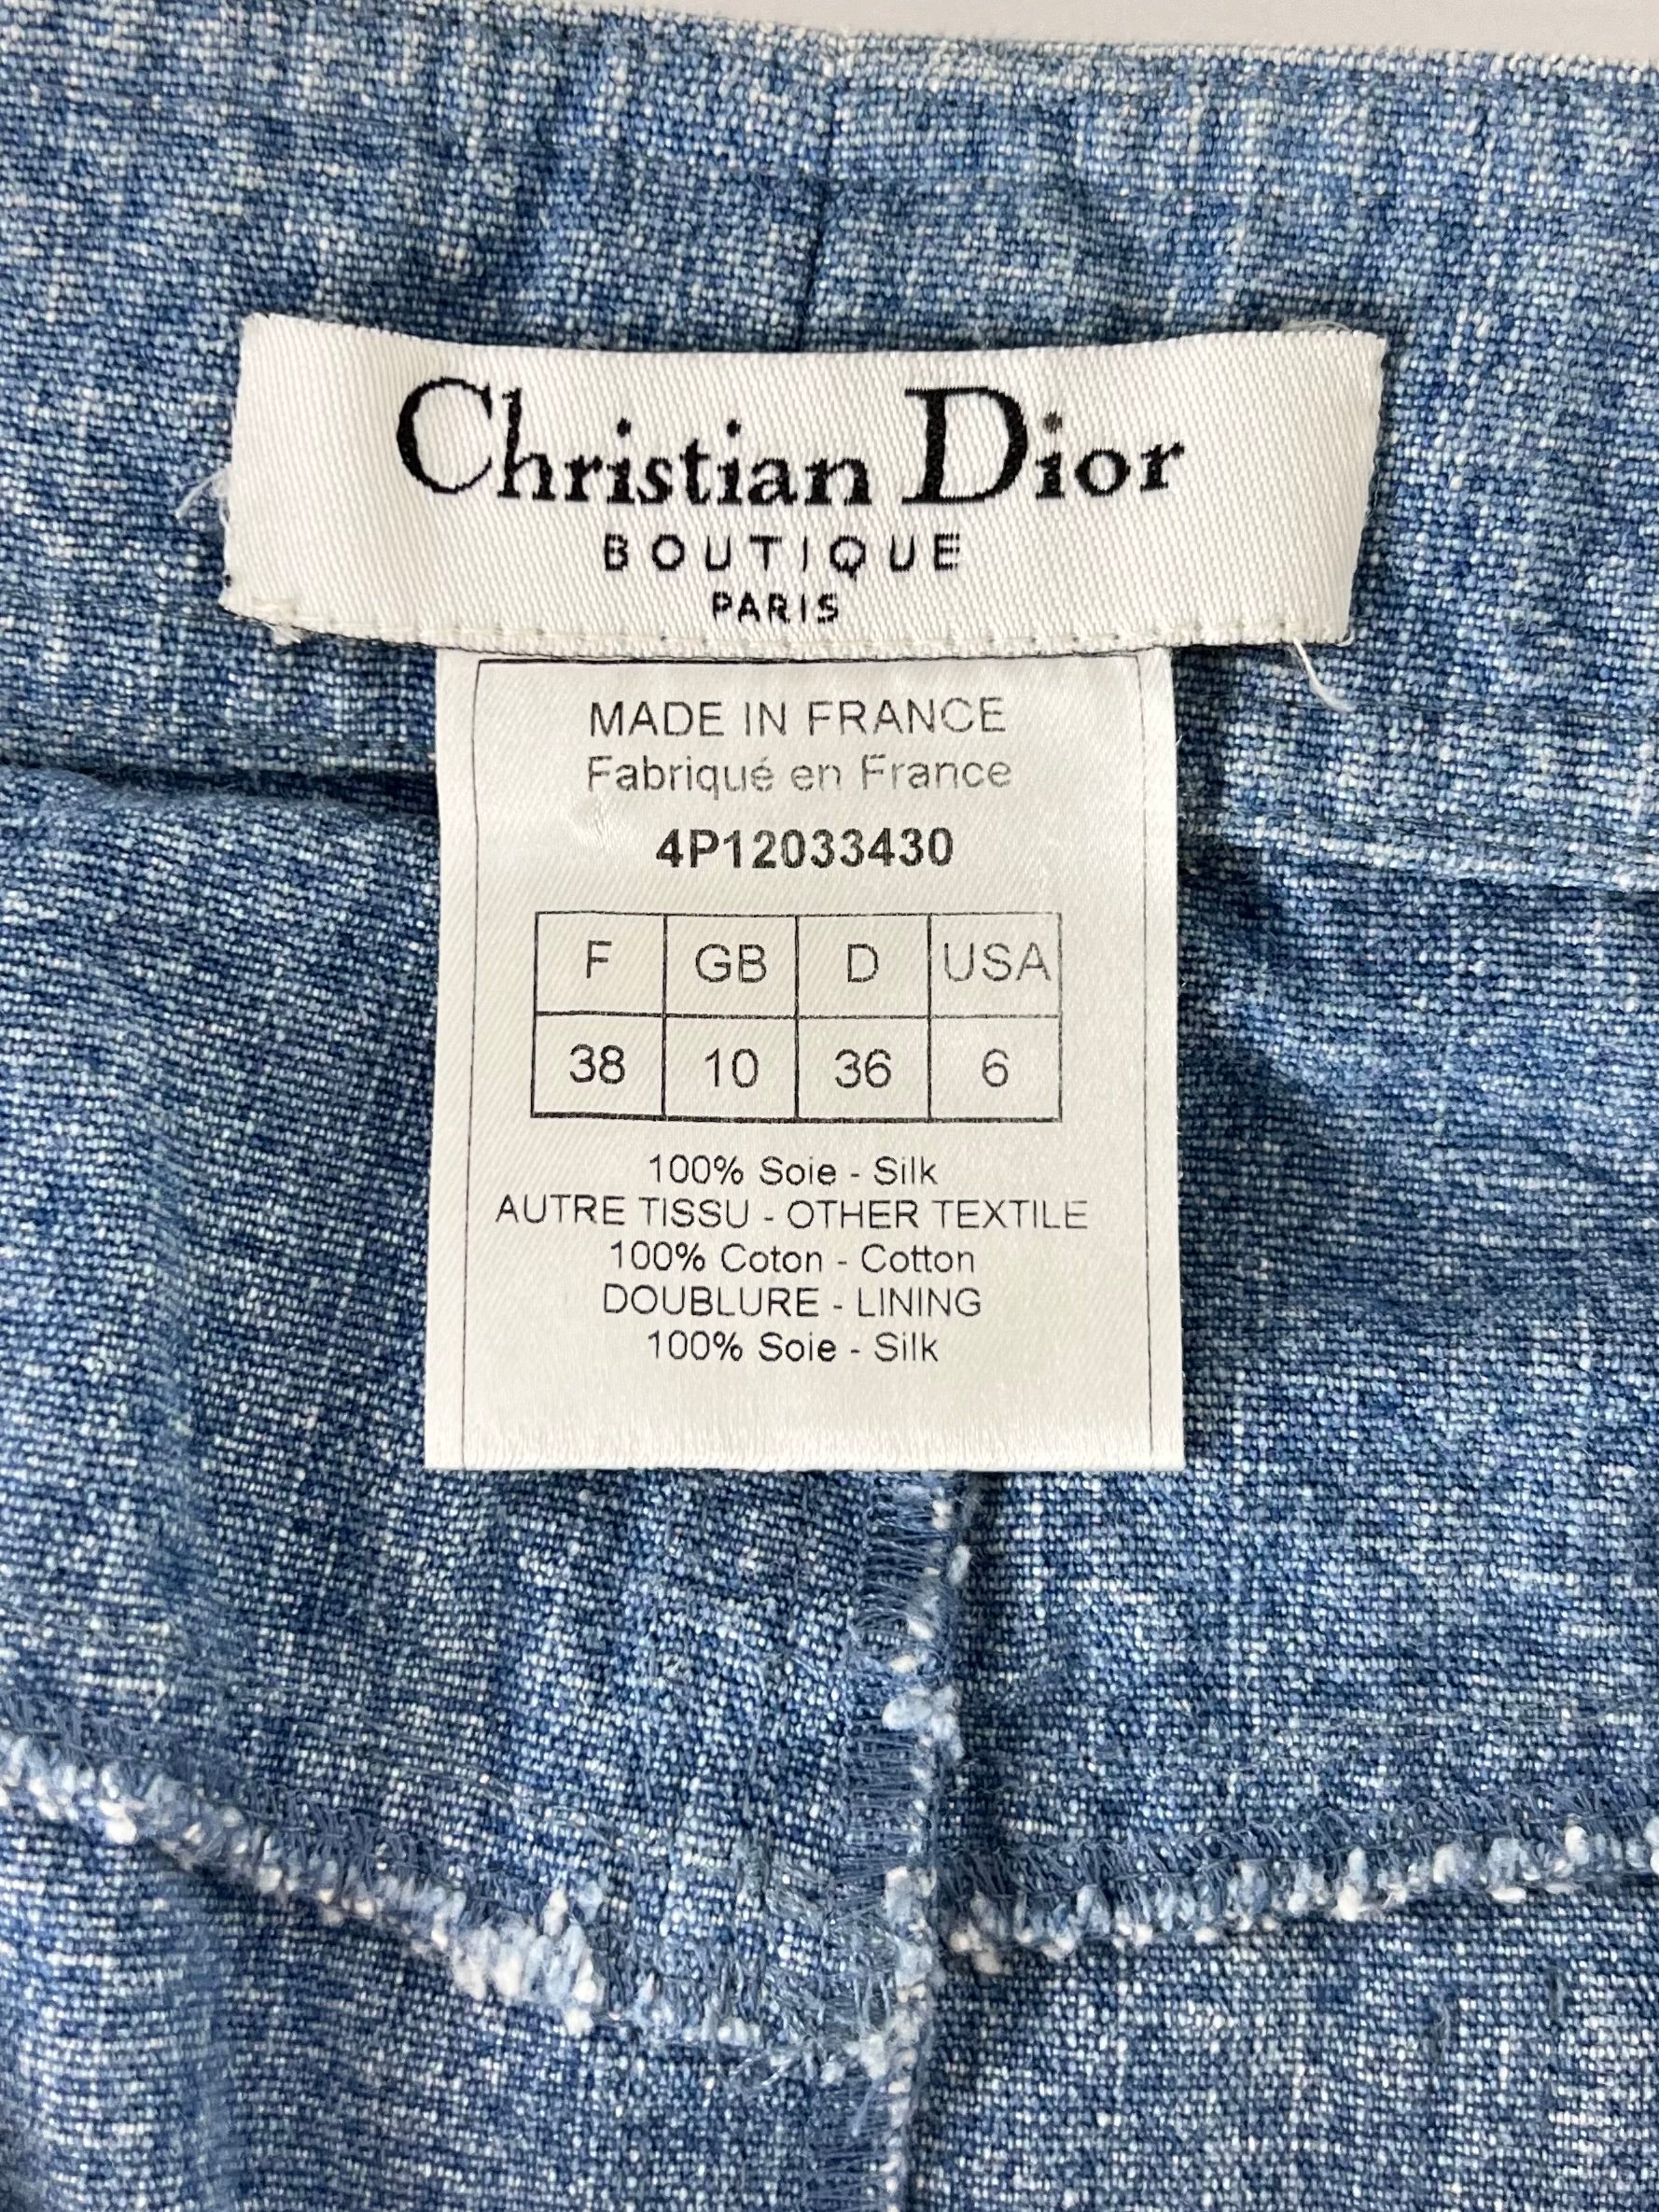 Christian Dior
BOUTIQUE
PARIS
MADE IN FRANCE
Fabriqué en France
4P12033430
F GB D USA
38 10 36 6
100% Soie - Silk
AUTRE TISSU - OTHER TEXTILE
100% Coton - Cotton
DOUBLURE - LINING
100% Soie - Silk